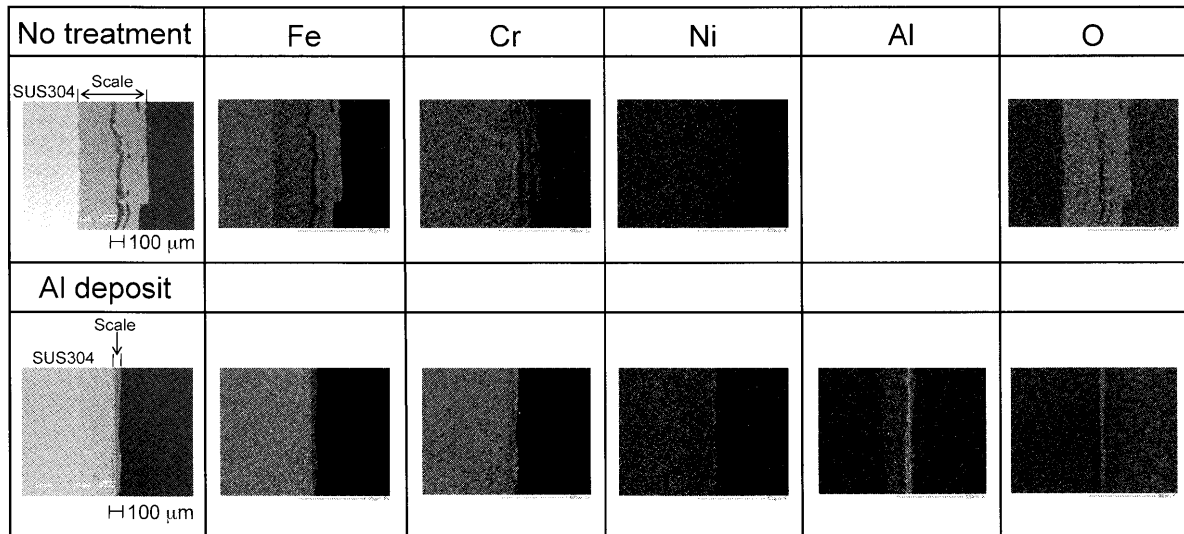 No treatment Fe Cr Ni Al O
Scale
SUS304
100 μm
Al deposit
Scale
SUS304
100 μm